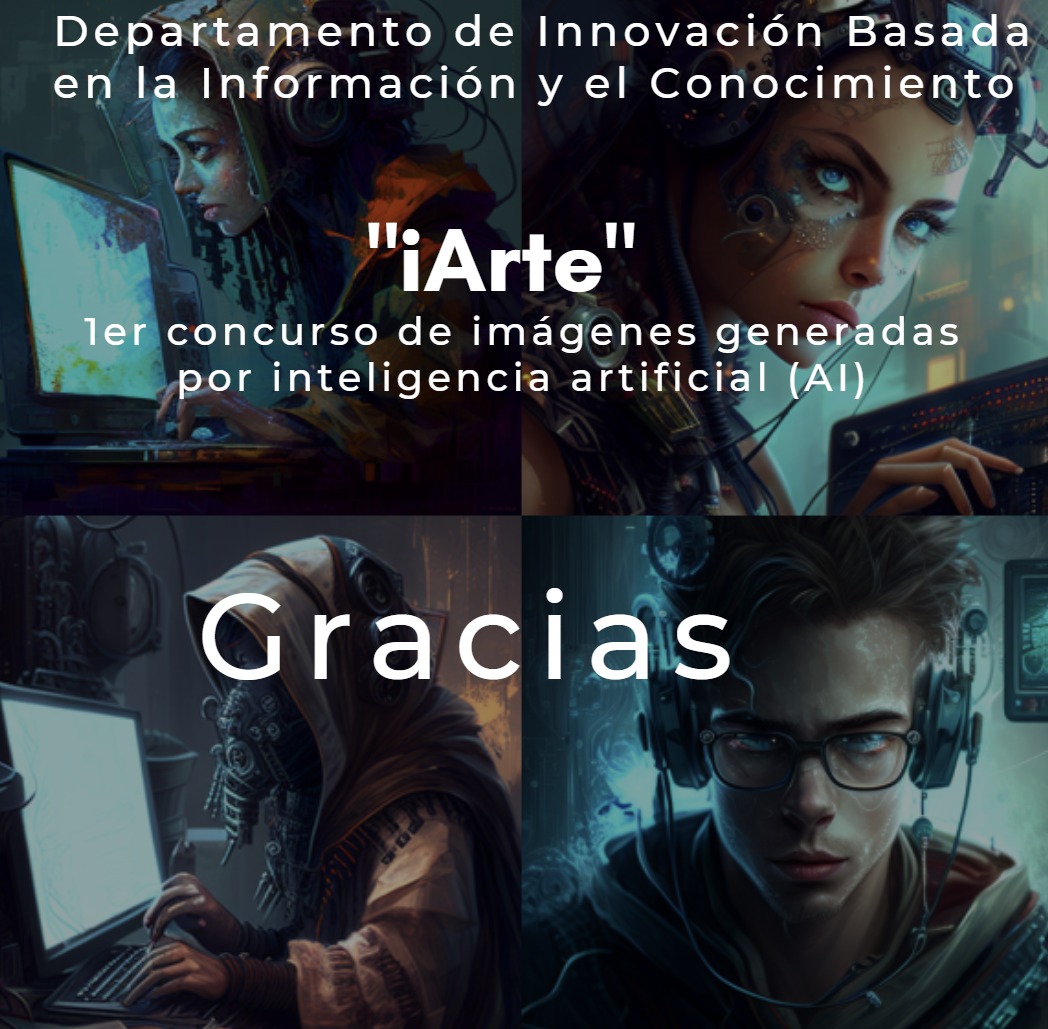 Departamento de Innovación Basada
en la Información y el Conocimiento
"iArte"
1er concurso de imágenes generadas
por inteligencia artificial (AI)
Gracias